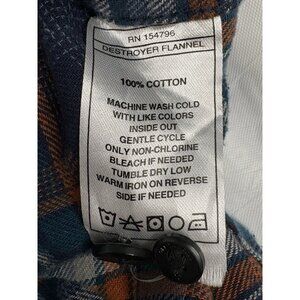 RN 154796
DESTROYER FLANNEL
100% COTTON
MACHINE WASH COLD
WITH LIKE COLORS
INSIDE OUT
GENTLE CYCLE
ONLY NON-CHLORINE
BLEACH IF NEEDED
TUMBLE DRY LOW
WARM IRON ON REVERSE
SIDE IF NEEDED